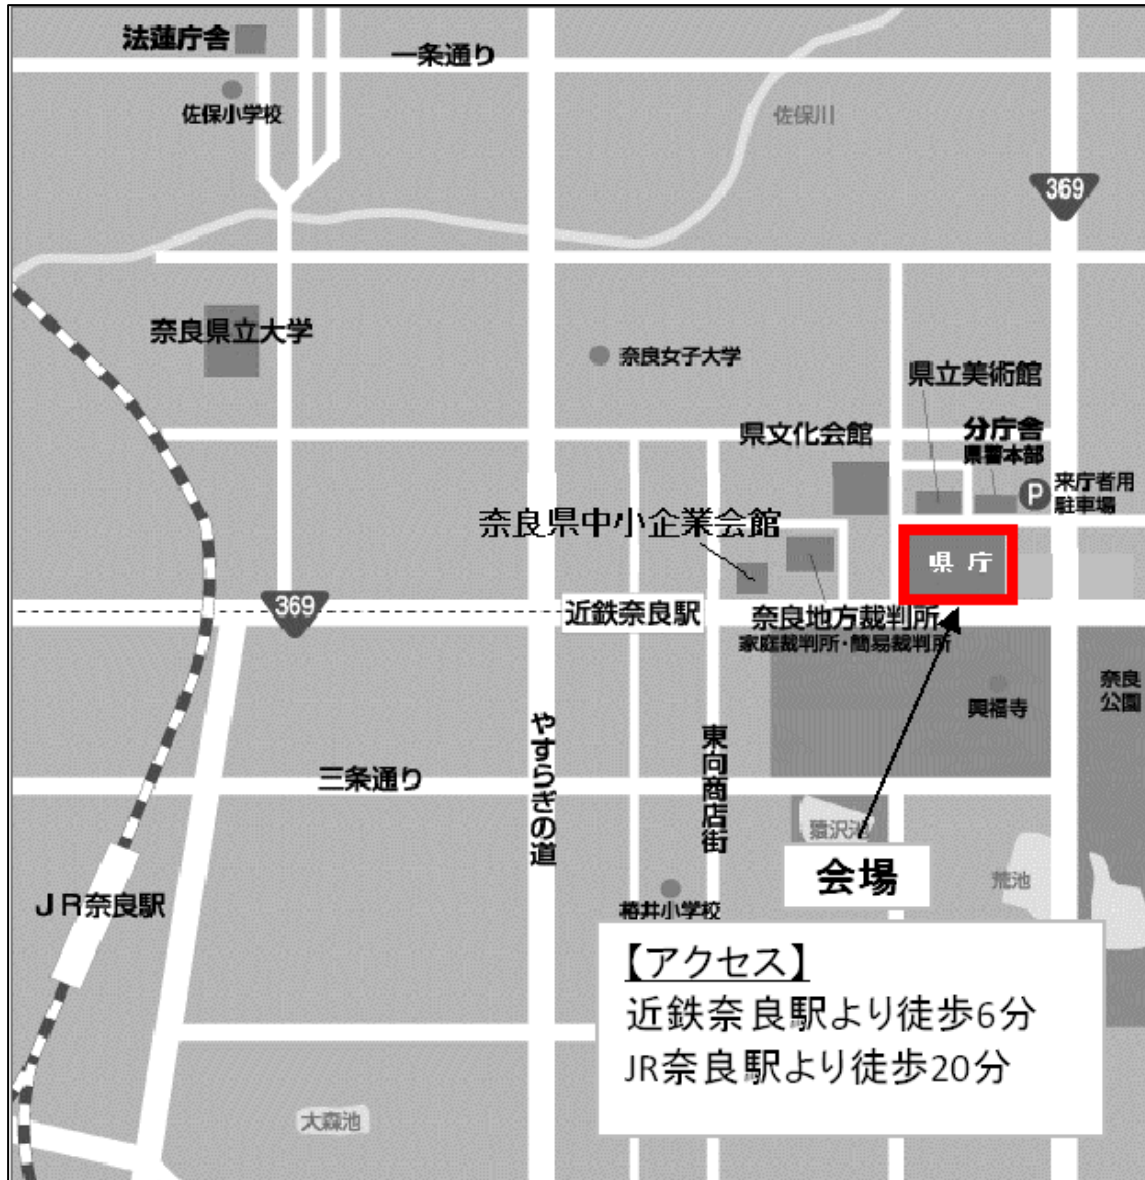 法蓮庁舎
一条通り
佐保小学校
佐保川
369
奈良県立大学
奈良女子大学
県立美術館
県文化会館
分庁舎
県警本部
P
来庁者用
駐車場
奈良県中小企業会館
県 庁
369
近鉄奈良駅
奈良地方裁判所
家庭裁判所・簡易裁判所
興福寺
奈良
公園
やすらぎの道
東向商店街
三条通り
猿沢池
会場
荒池
JR奈良駅
椿井小学校
【アクセス】
近鉄奈良駅より徒歩6分
JR奈良駅より徒歩20分
大森池